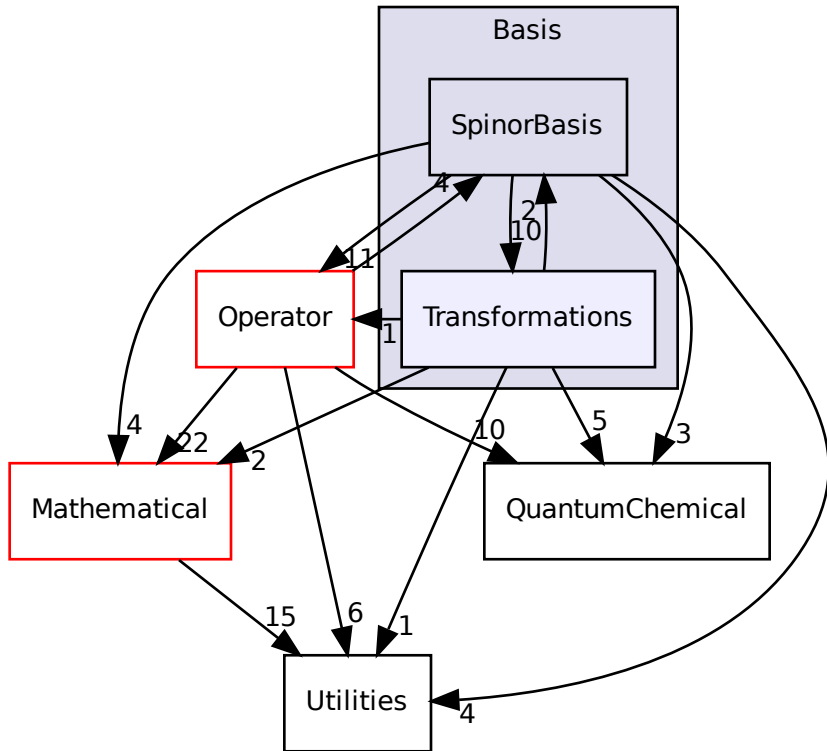 Basis
SpinorBasis
4
2
10
11
Operator
Transformations
1
4
22
2
10
5
3
Mathematical
QuantumChemical
15
6
1
Utilities
4